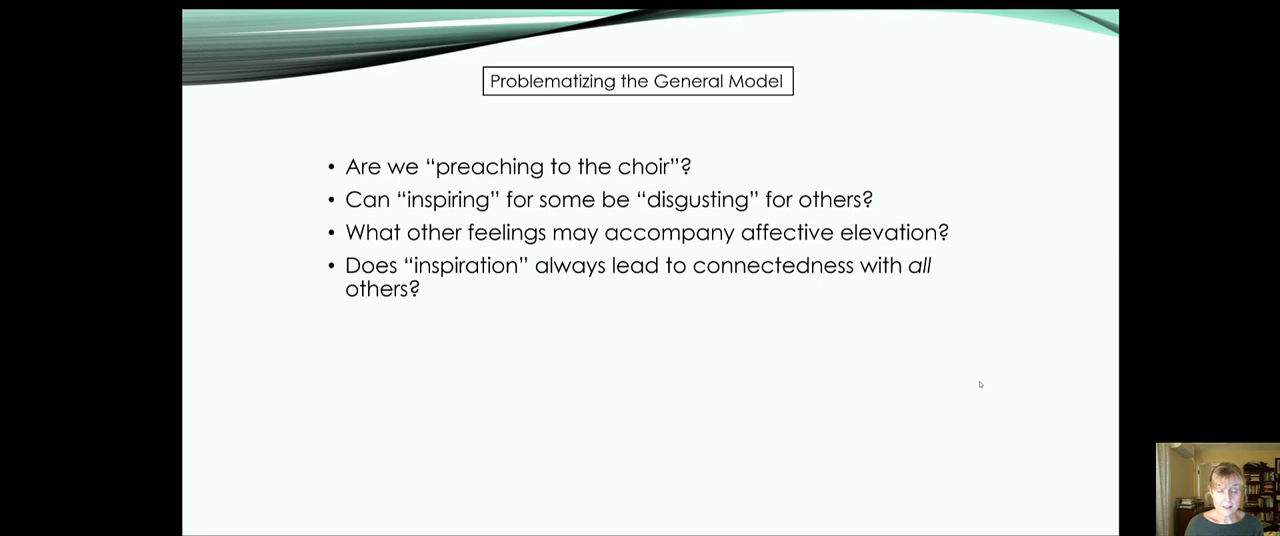 Problematizing the General Model
• Are we “preaching to the choir”?
• Can “inspiring” for some be “disgusting” for others?
• What other feelings may accompany affective elevation?
• Does “inspiration” always lead to connectedness with all
others?